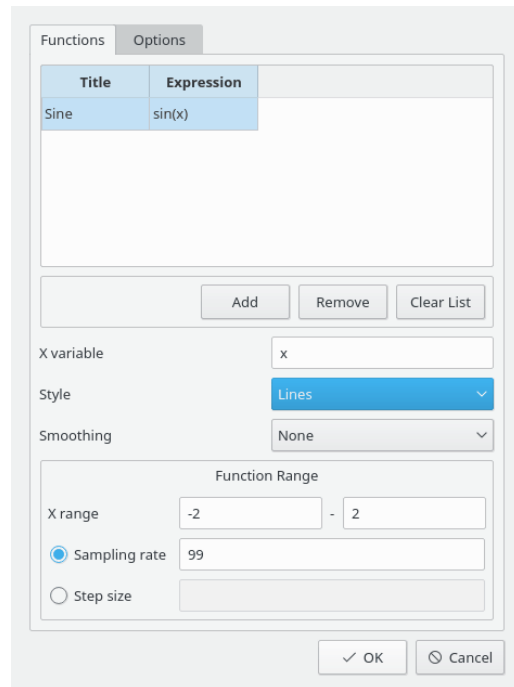 Functions Options
Title Expression
Sine sin(x)
Add Remove Clear List
X variable x
Style Lines
Smoothing None
Function Range
X range -2 - 2
Sampling rate 99
Step size
OK Cancel